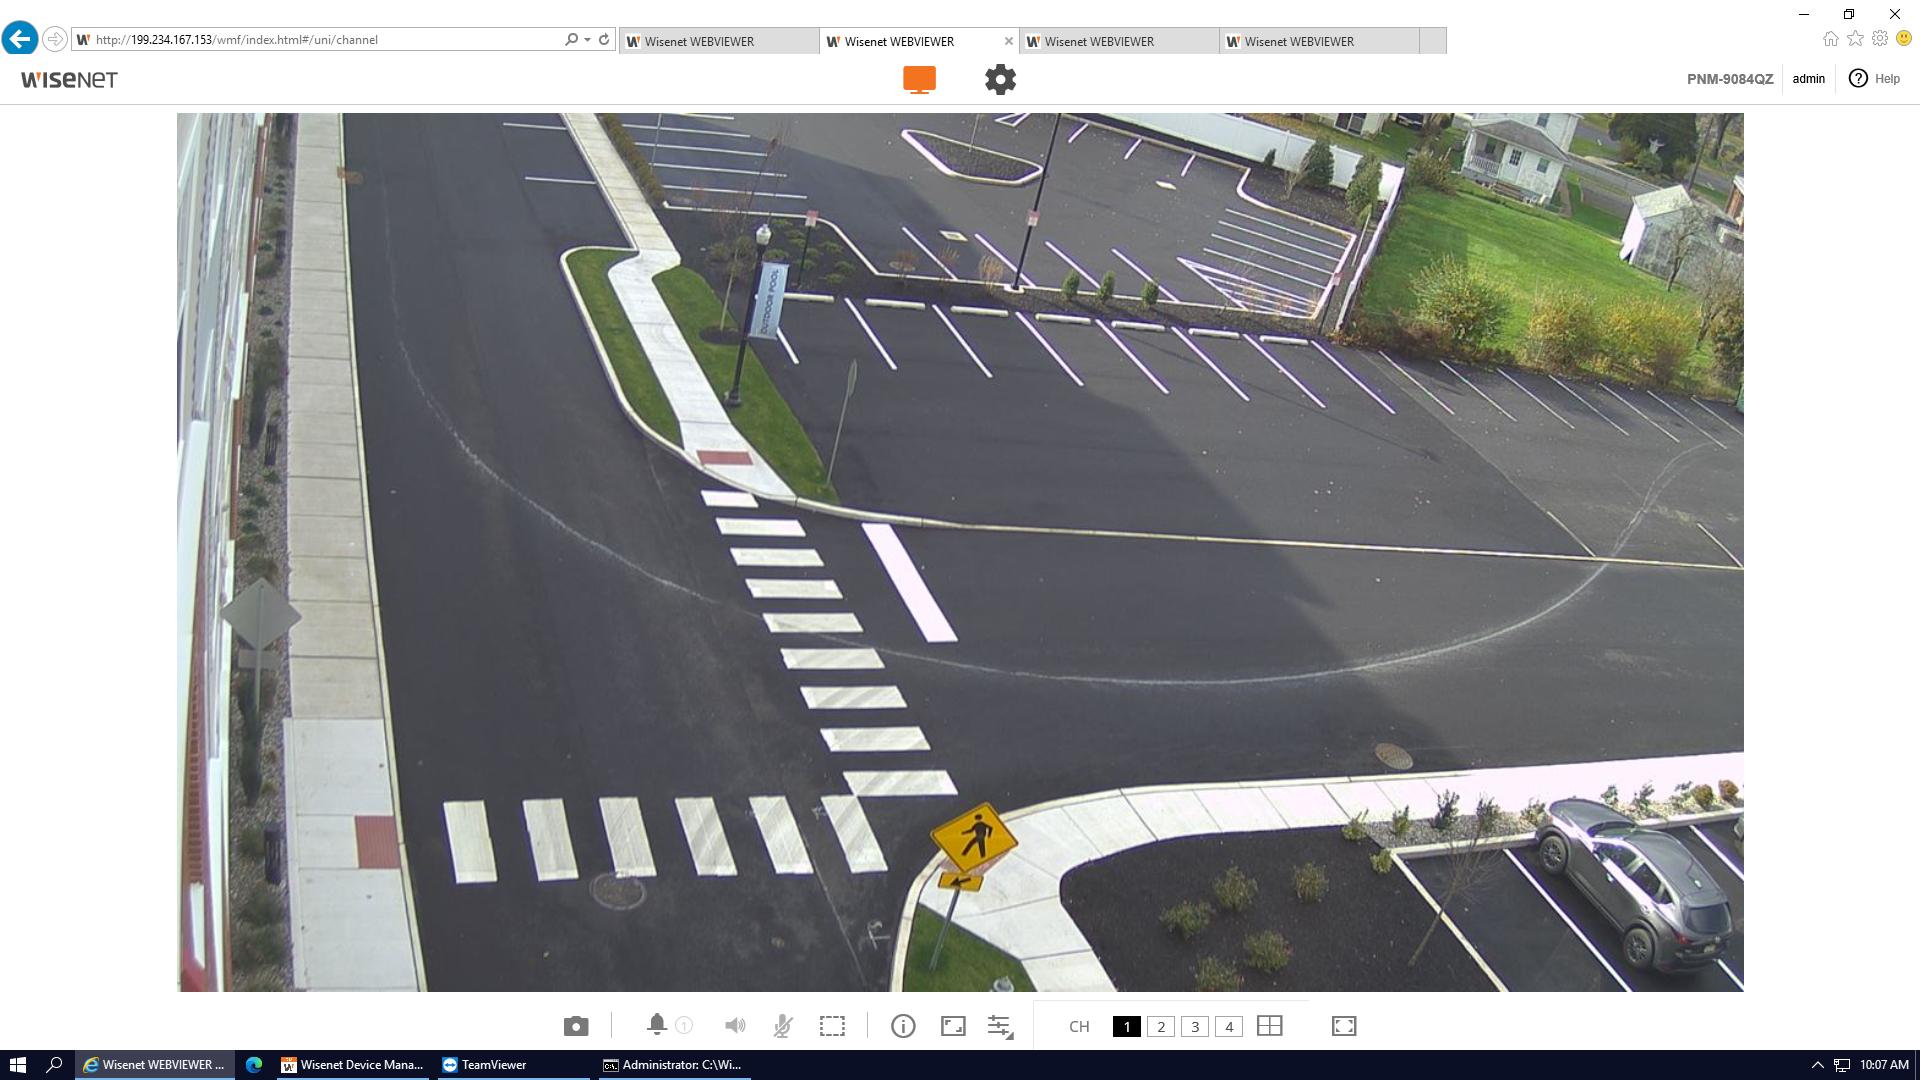 http://199.234.167.153/wmf/index.html#/uni/channel
Wisenet WEBVIEWER
Wisenet WEBVIEWER
Wisenet WEBVIEWER
Wisenet WEBVIEWER
WISENET
PNM-9084QZ
admin
? Help
OUTDOOR POOL
1
CH 1 2 3 4
Wisenet WEBVIEWER ...
Wisenet Device Mana...
TeamViewer
Administrator: C:\Wi...
10:07 AM